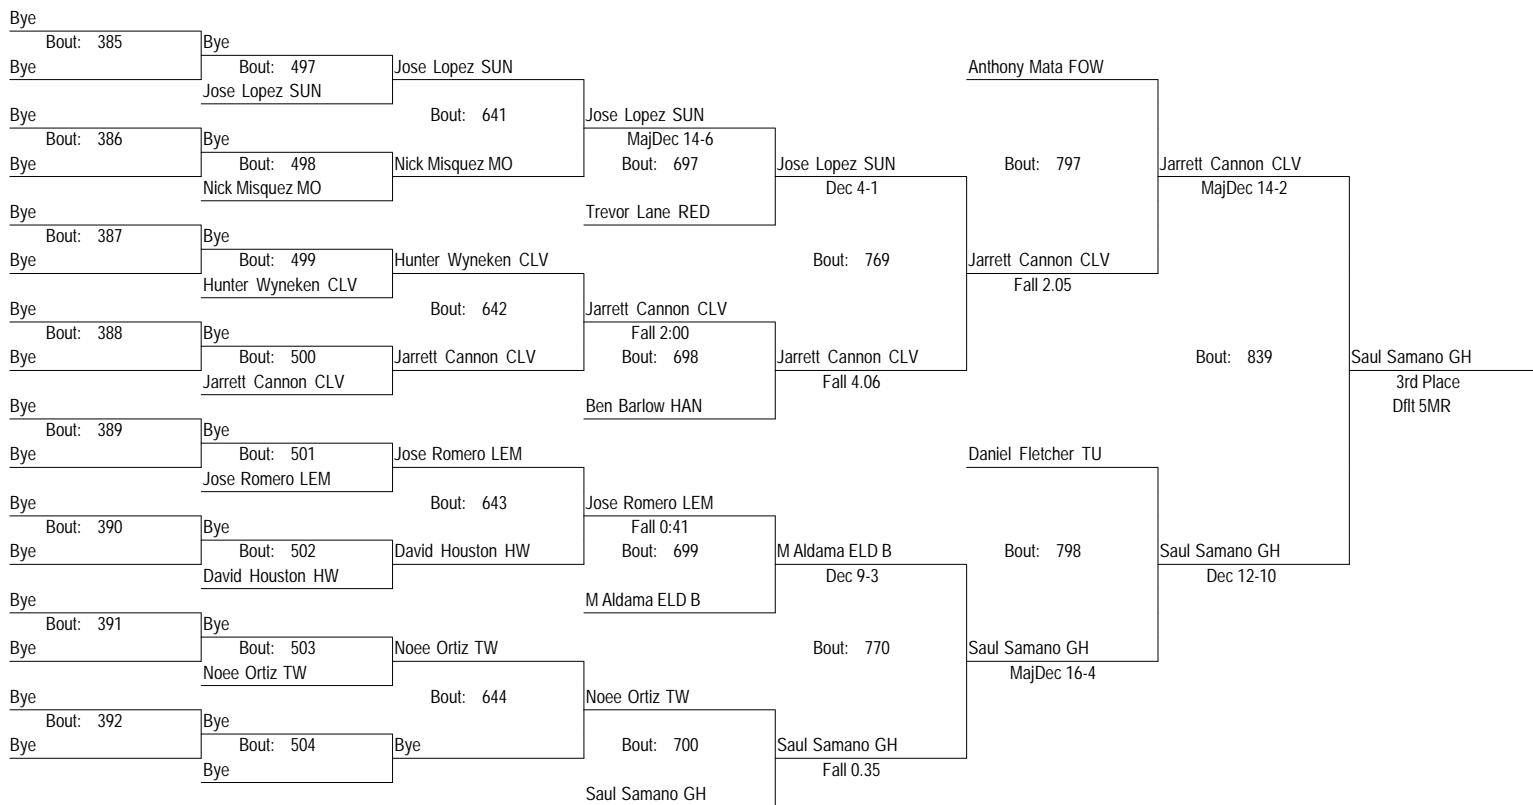 Bye
Bout: 385 Bye
Bye Bout: 497 Jose Lopez SUN Anthony Mata FOW
Jose Lopez SUN
Bye Bout: 641 Jose Lopez SUN
Bout: 386 Bye MajDec 14-6
Bye Bout: 498 Nick Misquez MO Bout: 697 Jose Lopez SUN Bout: 797 Jarrett Cannon CLV
Nick Misquez MO Dec 4-1 MajDec 14-2
Bye Trevor Lane RED
Bout: 387 Bye
Bye Bout: 499 Hunter Wyneken CLV Bout: 769 Jarrett Cannon CLV
Hunter Wyneken CLV Fall 2.05
Bye Bout: 642 Jarrett Cannon CLV
Bout: 388 Bye Fall 2:00
Bye Bout: 500 Jarrett Cannon CLV Bout: 698 Jarrett Cannon CLV Bout: 839 Saul Samano GH
Jarrett Cannon CLV Fall 4.06 3rd Place
Bye Ben Barlow HAN Dflt 5MR
Bout: 389 Bye
Bye Bout: 501 Jose Romero LEM Daniel Fletcher TU
Jose Romero LEM
Bye Bout: 643 Jose Romero LEM
Bout: 390 Bye Fall 0:41
Bye Bout: 502 David Houston HW Bout: 699 M Aldama ELD B Bout: 798 Saul Samano GH
David Houston HW Dec 9-3 Dec 12-10
Bye M Aldama ELD B
Bout: 391 Bye
Bye Bout: 503 Noee Ortiz TW Bout: 770 Saul Samano GH
Noee Ortiz TW MajDec 16-4
Bye Bout: 644 Noee Ortiz TW
Bout: 392 Bye
Bye Bout: 504 Bye Bout: 700 Saul Samano GH
Bye Fall 0.35
Saul Samano GH